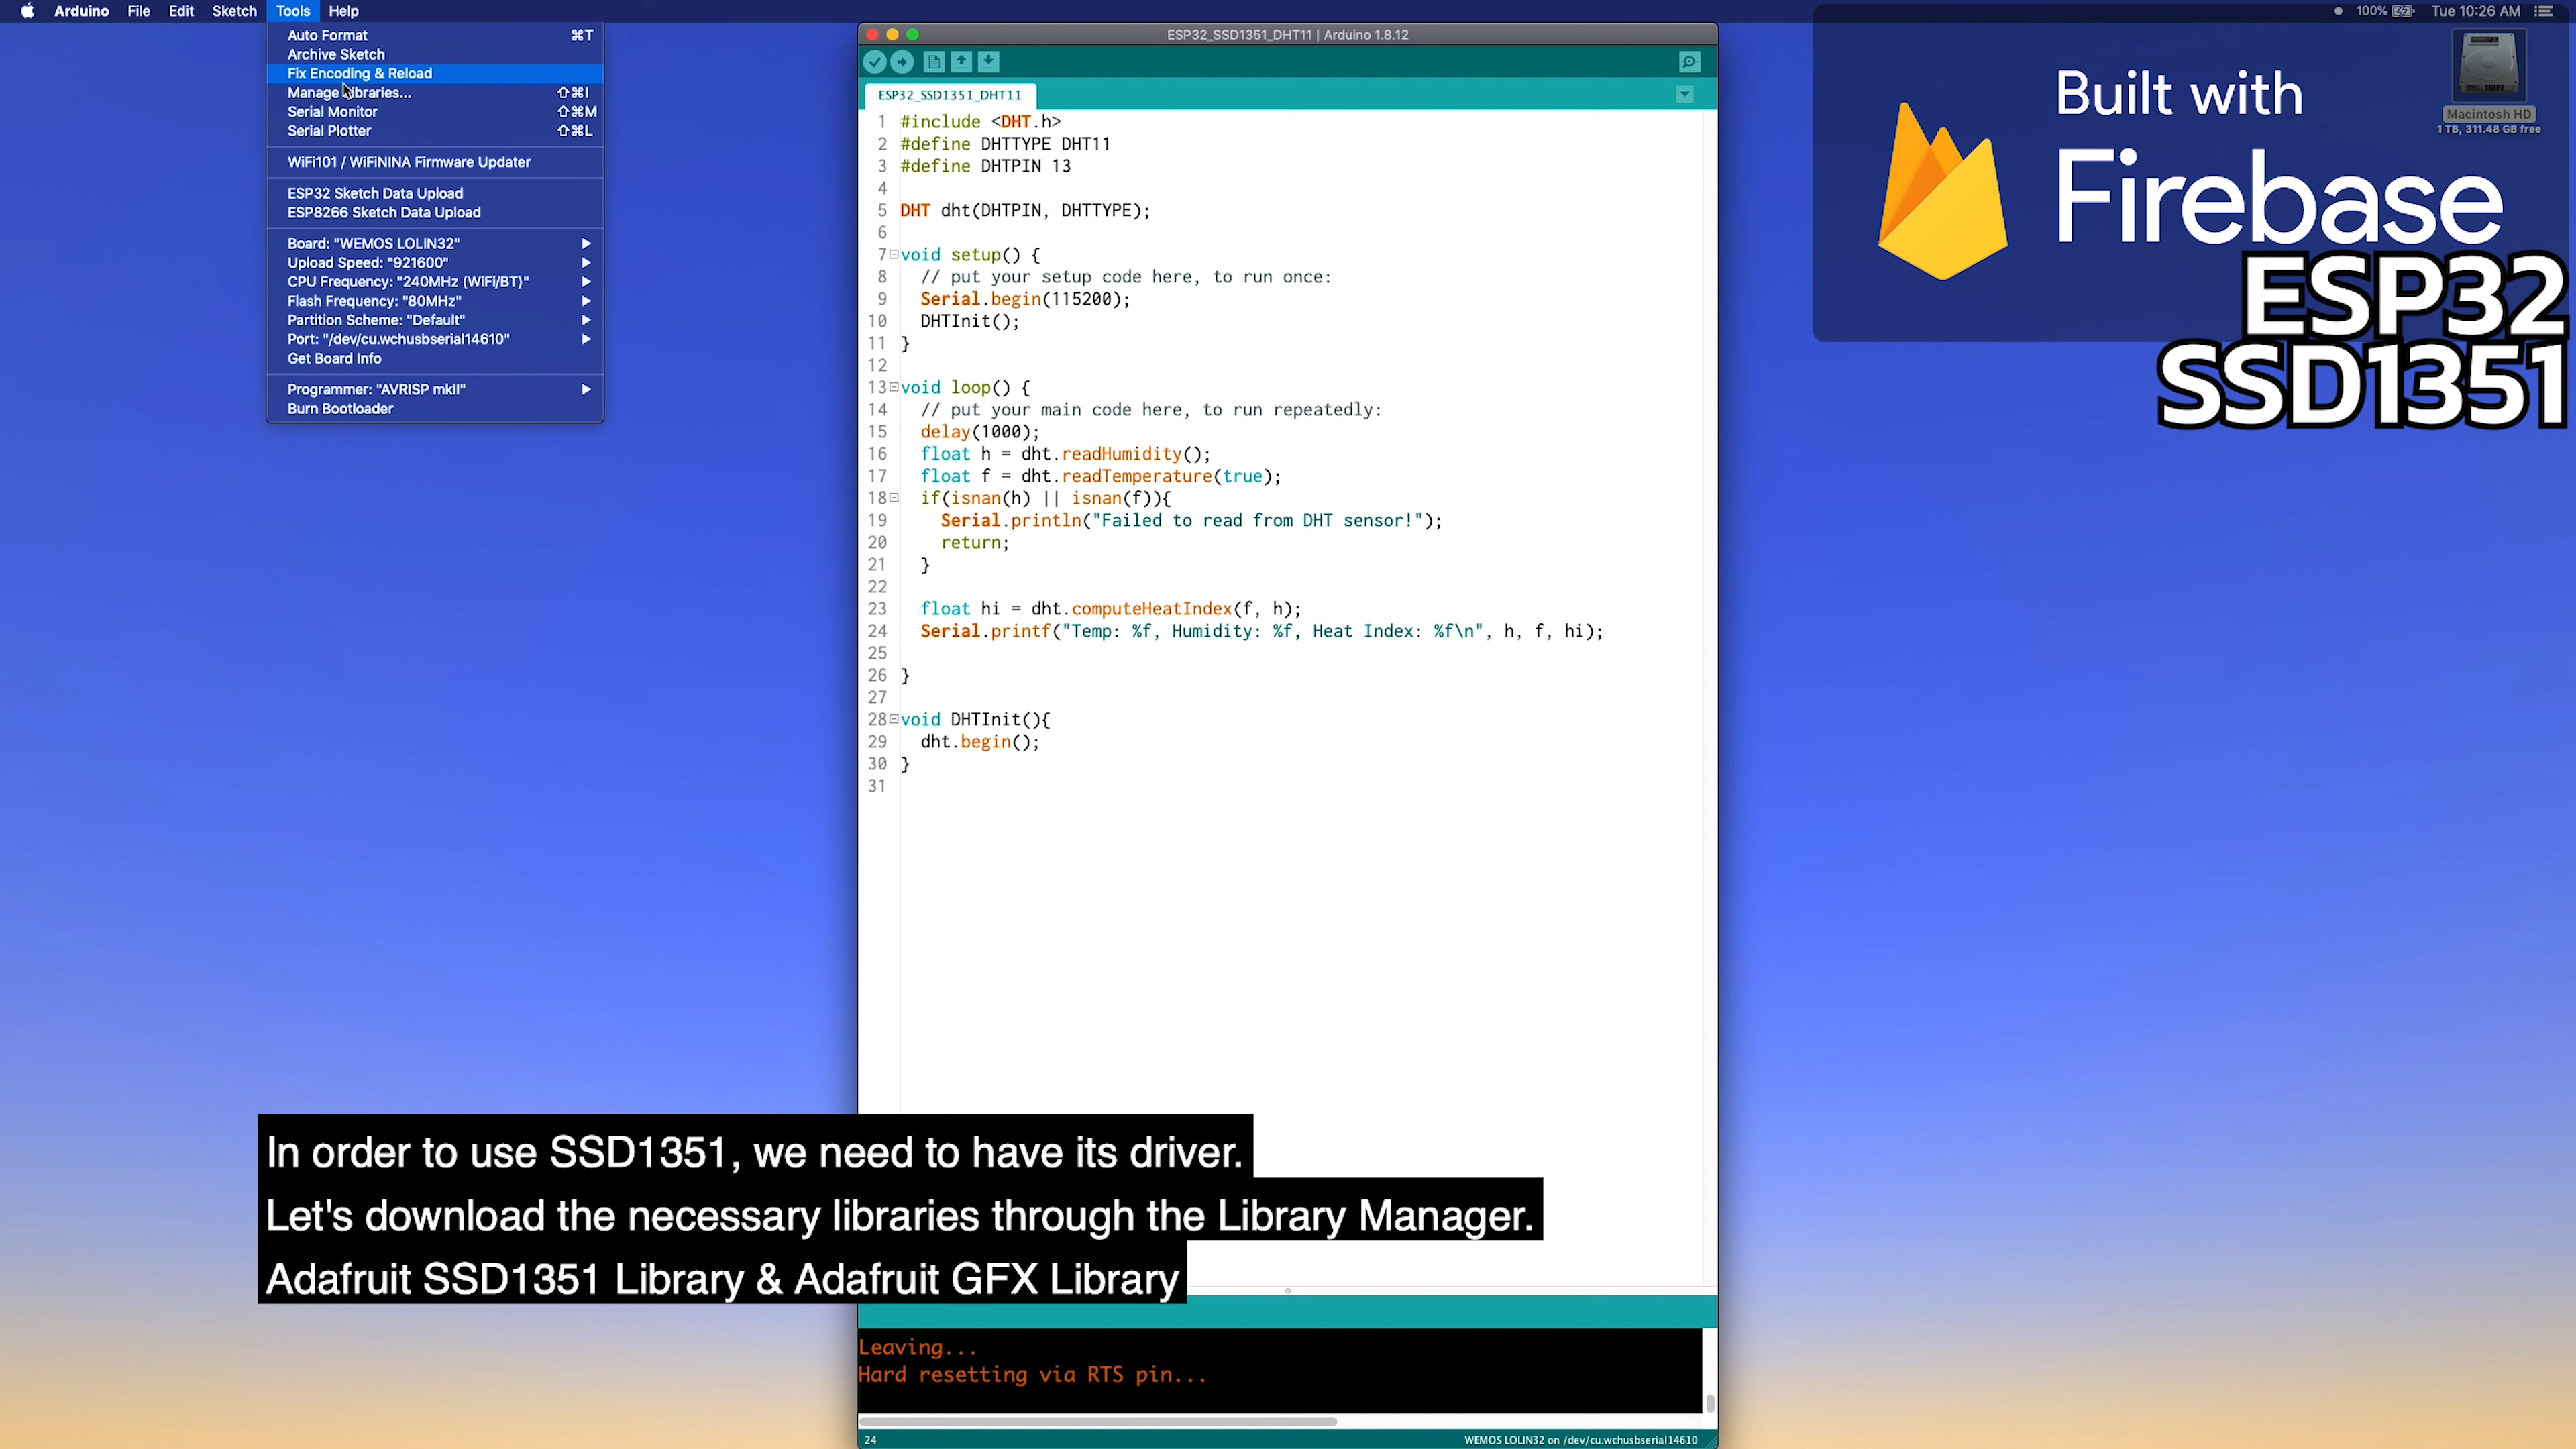 Arduino File Edit Sketch Tools Help
100% Tue 10:26 AM
Auto Format ⌘T
Archive Sketch
Fix Encoding & Reload
Manage Libraries... ⇧⌘I
Serial Monitor ⇧⌘M
Serial Plotter ⇧⌘L
WiFi101 / WiFiNINA Firmware Updater
ESP32 Sketch Data Upload
ESP8266 Sketch Data Upload
Board: "WEMOS LOLIN32"
Upload Speed: "921600"
CPU Frequency: "240MHz (WiFi/BT)"
Flash Frequency: "80MHz"
Partition Scheme: "Default"
Port: "/dev/cu.wchusbserial14610"
Get Board Info
Programmer: "AVRISP mkII"
Burn Bootloader
ESP32_SSD1351_DHT11 | Arduino 1.8.12
ESP32_SSD1351_DHT11
1 #include <DHT.h>
2 #define DHTTYPE DHT11
3 #define DHTPIN 13
4
5 DHT dht(DHTPIN, DHTTYPE);
6
7 void setup() {
8 // put your setup code here, to run once:
9 Serial.begin(115200);
10 DHTInit();
11 }
12
13 void loop() {
14 // put your main code here, to run repeatedly:
15 delay(1000);
16 float h = dht.readHumidity();
17 float f = dht.readTemperature(true);
18 if(isnan(h) || isnan(f)){
19 Serial.println("Failed to read from DHT sensor!");
20 return;
21 }
22
23 float hi = dht.computeHeatIndex(f, h);
24 Serial.printf("Temp: %f, Humidity: %f, Heat Index: %f\n", h, f, hi);
25
26 }
27
28 void DHTInit(){
29 dht.begin();
30 }
31
Built with
Firebase
ESP32
SSD1351
Macintosh HD
1 TB, 311.48 GB free
In order to use SSD1351, we need to have its driver.
Let's download the necessary libraries through the Library Manager.
Adafruit SSD1351 Library & Adafruit GFX Library
Leaving...
Hard resetting via RTS pin...
24 WEMOS LOLIN32 on /dev/cu.wchusbserial14610